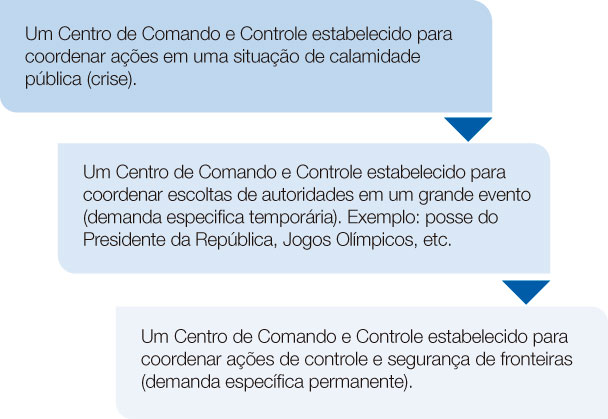 Um Centro de Comando e Controle estabelecido para
coordenar ações em uma situação de calamidade
pública (crise).
Um Centro de Comando e Controle estabelecido para
coordenar escoltas de autoridades em um grande evento
(demanda especifica temporária). Exemplo: posse do
Presidente da República, Jogos Olímpicos, etc.
Um Centro de Comando e Controle estabelecido para
coordenar ações de controle e segurança de fronteiras
(demanda específica permanente).